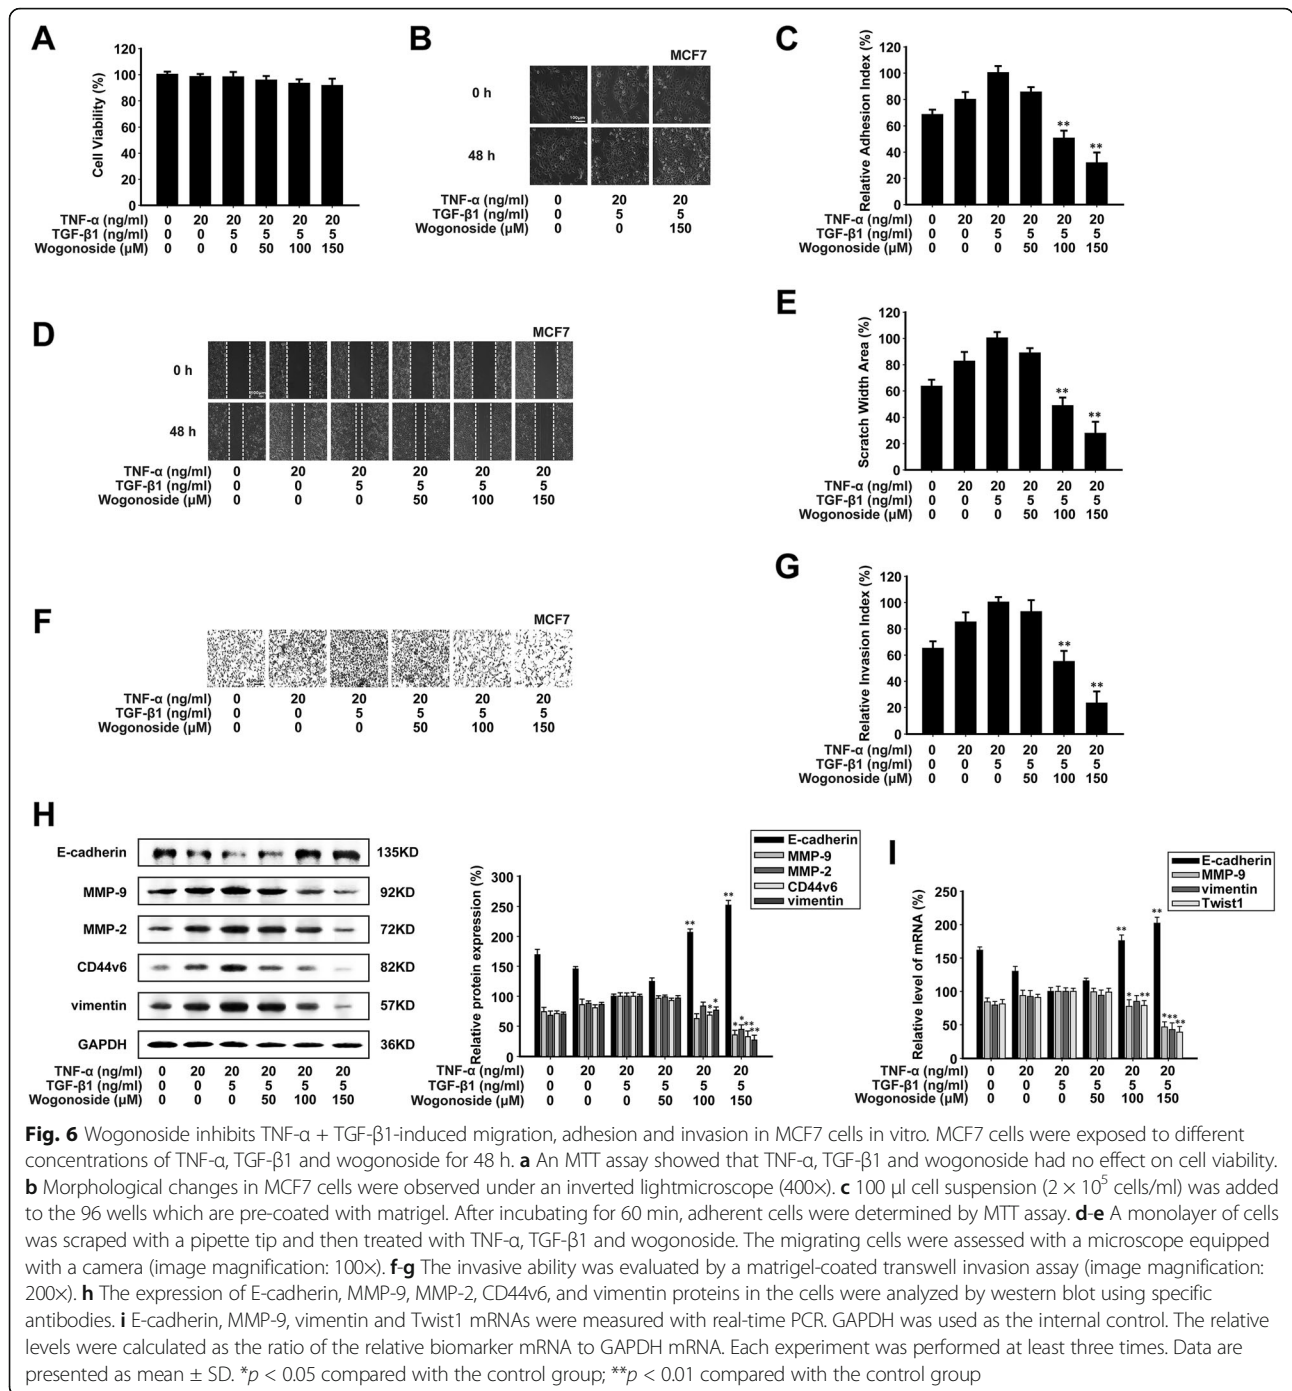 A
120
100
80
60
40
20
0
Cell Viability (%)
TNF-α (ng/ml) 0 20 20 20 20 20
TGF-β1 (ng/ml) 0 0 5 5 5 5
Wogonoside (μM) 0 0 0 50 100 150
B
MCF7
0 h
100μm
48 h
TNF-α (ng/ml) 0 20 20
TGF-β1 (ng/ml) 0 5 5
Wogonoside (μM) 0 0 150
C
120
100
80
60
40
20
0
Relative Adhesion Index (%)
** **
TNF-α (ng/ml) 0 20 20 20 20 20
TGF-β1 (ng/ml) 0 0 5 5 5 5
Wogonoside (μM) 0 0 0 50 100 150
D
MCF7
0 h
48 h
TNF-α (ng/ml) 0 20 20 20 20 20
TGF-β1 (ng/ml) 0 0 5 5 5 5
Wogonoside (μM) 0 0 0 50 100 150
E
120
100
80
60
40
20
0
Scratch Width Area (%)
** **
TNF-α (ng/ml) 0 20 20 20 20 20
TGF-β1 (ng/ml) 0 0 5 5 5 5
Wogonoside (μM) 0 0 0 50 100 150
F
MCF7
TNF-α (ng/ml) 0 20 20 20 20 20
TGF-β1 (ng/ml) 0 0 5 5 5 5
Wogonoside (μM) 0 0 0 50 100 150
G
120
100
80
60
40
20
0
Relative Invasion Index (%)
** **
TNF-α (ng/ml) 0 20 20 20 20 20
TGF-β1 (ng/ml) 0 0 5 5 5 5
Wogonoside (μM) 0 0 0 50 100 150
H
E-cadherin 135KD
MMP-9 92KD
MMP-2 72KD
CD44v6 82KD
vimentin 57KD
GAPDH 36KD
TNF-α (ng/ml) 0 20 20 20 20 20
TGF-β1 (ng/ml) 0 0 5 5 5 5
Wogonoside (μM) 0 0 0 50 100 150
E-cadherin
MMP-9
MMP-2
CD44v6
vimentin
300
250
200
150
100
50
0
Relative protein expression (%)
** * * ** * * ** **
TNF-α (ng/ml) 0 20 20 20 20 20
TGF-β1 (ng/ml) 0 0 5 5 5 5
Wogonoside (μM) 0 0 0 50 100 150
I
E-cadherin
MMP-9
vimentin
Twist1
250
200
150
100
50
0
Relative level of mRNA (%)
** * ** ** * ** **
TNF-α (ng/ml) 0 20 20 20 20 20
TGF-β1 (ng/ml) 0 0 5 5 5 5
Wogonoside (μM) 0 0 0 50 100 150
Fig. 6 Wogonoside inhibits TNF-α + TGF-β1-induced migration, adhesion and invasion in MCF7 cells in vitro. MCF7 cells were exposed to different
concentrations of TNF-α, TGF-β1 and wogonoside for 48 h. a An MTT assay showed that TNF-α, TGF-β1 and wogonoside had no effect on cell viability.
b Morphological changes in MCF7 cells were observed under an inverted lightmicroscope (400×). c 100 μl cell suspension (2 × 10⁵ cells/ml) was added
to the 96 wells which are pre-coated with matrigel. After incubating for 60 min, adherent cells were determined by MTT assay. d-e A monolayer of cells
was scraped with a pipette tip and then treated with TNF-α, TGF-β1 and wogonoside. The migrating cells were assessed with a microscope equipped
with a camera (image magnification: 100×). f-g The invasive ability was evaluated by a matrigel-coated transwell invasion assay (image magnification:
200×). h The expression of E-cadherin, MMP-9, MMP-2, CD44v6, and vimentin proteins in the cells were analyzed by western blot using specific
antibodies. i E-cadherin, MMP-9, vimentin and Twist1 mRNAs were measured with real-time PCR. GAPDH was used as the internal control. The relative
levels were calculated as the ratio of the relative biomarker mRNA to GAPDH mRNA. Each experiment was performed at least three times. Data are
presented as mean ± SD. *p < 0.05 compared with the control group; **p < 0.01 compared with the control group